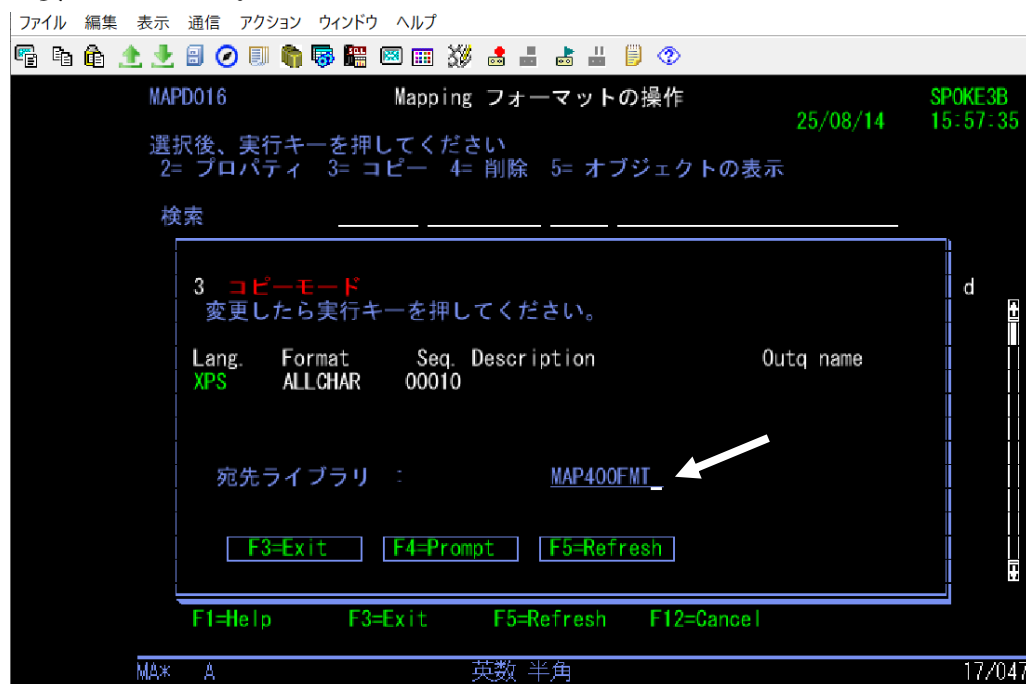 ファイル 編集 表示 通信 アクション ウィンドウ ヘルプ
MAPD016 Mapping フォーマットの操作 SPOKE3B
25/08/14 15:57:35
選択後、実行キーを押してください
2= プロパティ 3= コピー 4= 削除 5= オブジェクトの表示
検索
3 コピーモード d
変更したら実行キーを押してください。
Lang. Format Seq. Description Outq name
XPS ALLCHAR 00010
宛先ライブラリ : MAP400FMT_
F3=Exit F4=Prompt F5=Refresh
F1=Help F3=Exit F5=Refresh F12=Cancel
MA* A 英数 半角 17/047